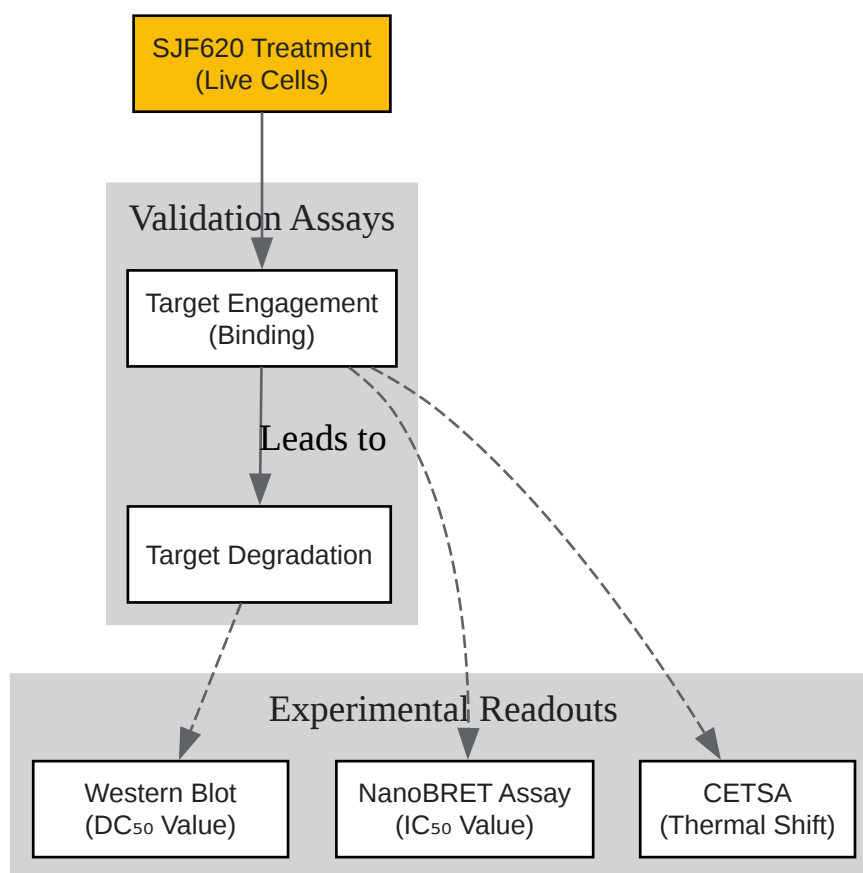 SJF620 Treatment
(Live Cells)
Validation Assays
Target Engagement
(Binding)
Leads to
Target Degradation
Experimental Readouts
Western Blot
(DC₅₀ Value)
NanoBRET Assay
(IC₅₀ Value)
CETSA
(Thermal Shift)